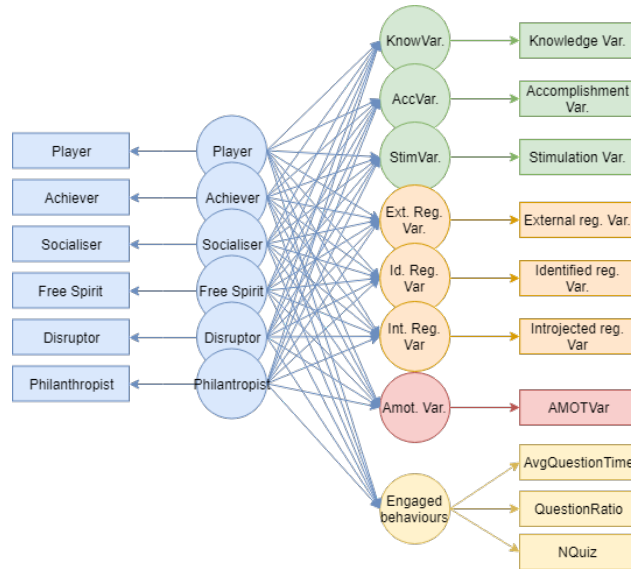 Player
Achiever
Socialiser
Free Spirit
Disruptor
Philanthropist
Player
Achiever
Socialiser
Free Spirit
Disruptor
Philantropist
KnowVar.
AccVar.
StimVar.
Ext. Reg.
Var.
Id. Reg.
Var
Int. Reg.
Var
Amot. Var.
Engaged
behaviours
Knowledge Var.
Accomplishment
Var.
Stimulation Var.
External reg. Var.
Identified reg.
Var.
Introjected reg.
Var
AMOTVar
AvgQuestionTime
QuestionRatio
NQuiz